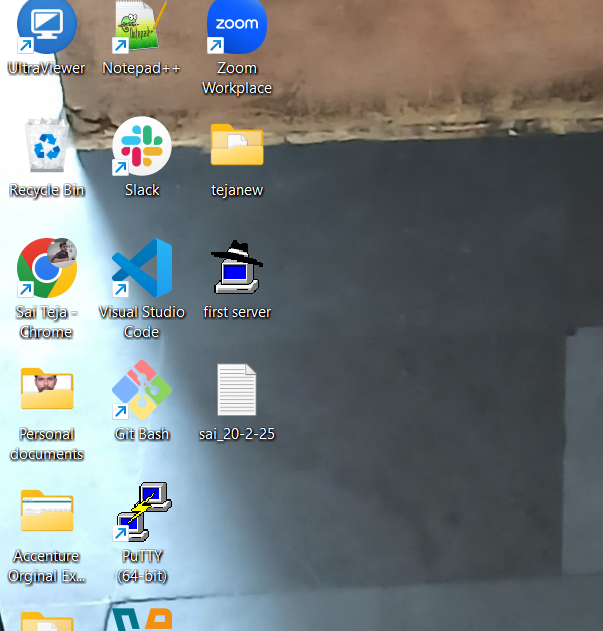 UltraViewer
Notepad++
zoom
Zoom
Workplace
Recycle Bin
Slack
tejanew
Sai Teja -
Chrome
Visual Studio
Code
first server
Personal
documents
Git Bash
sai_20-2-25
Accenture
Orginal Ex...
PuTTY
(64-bit)